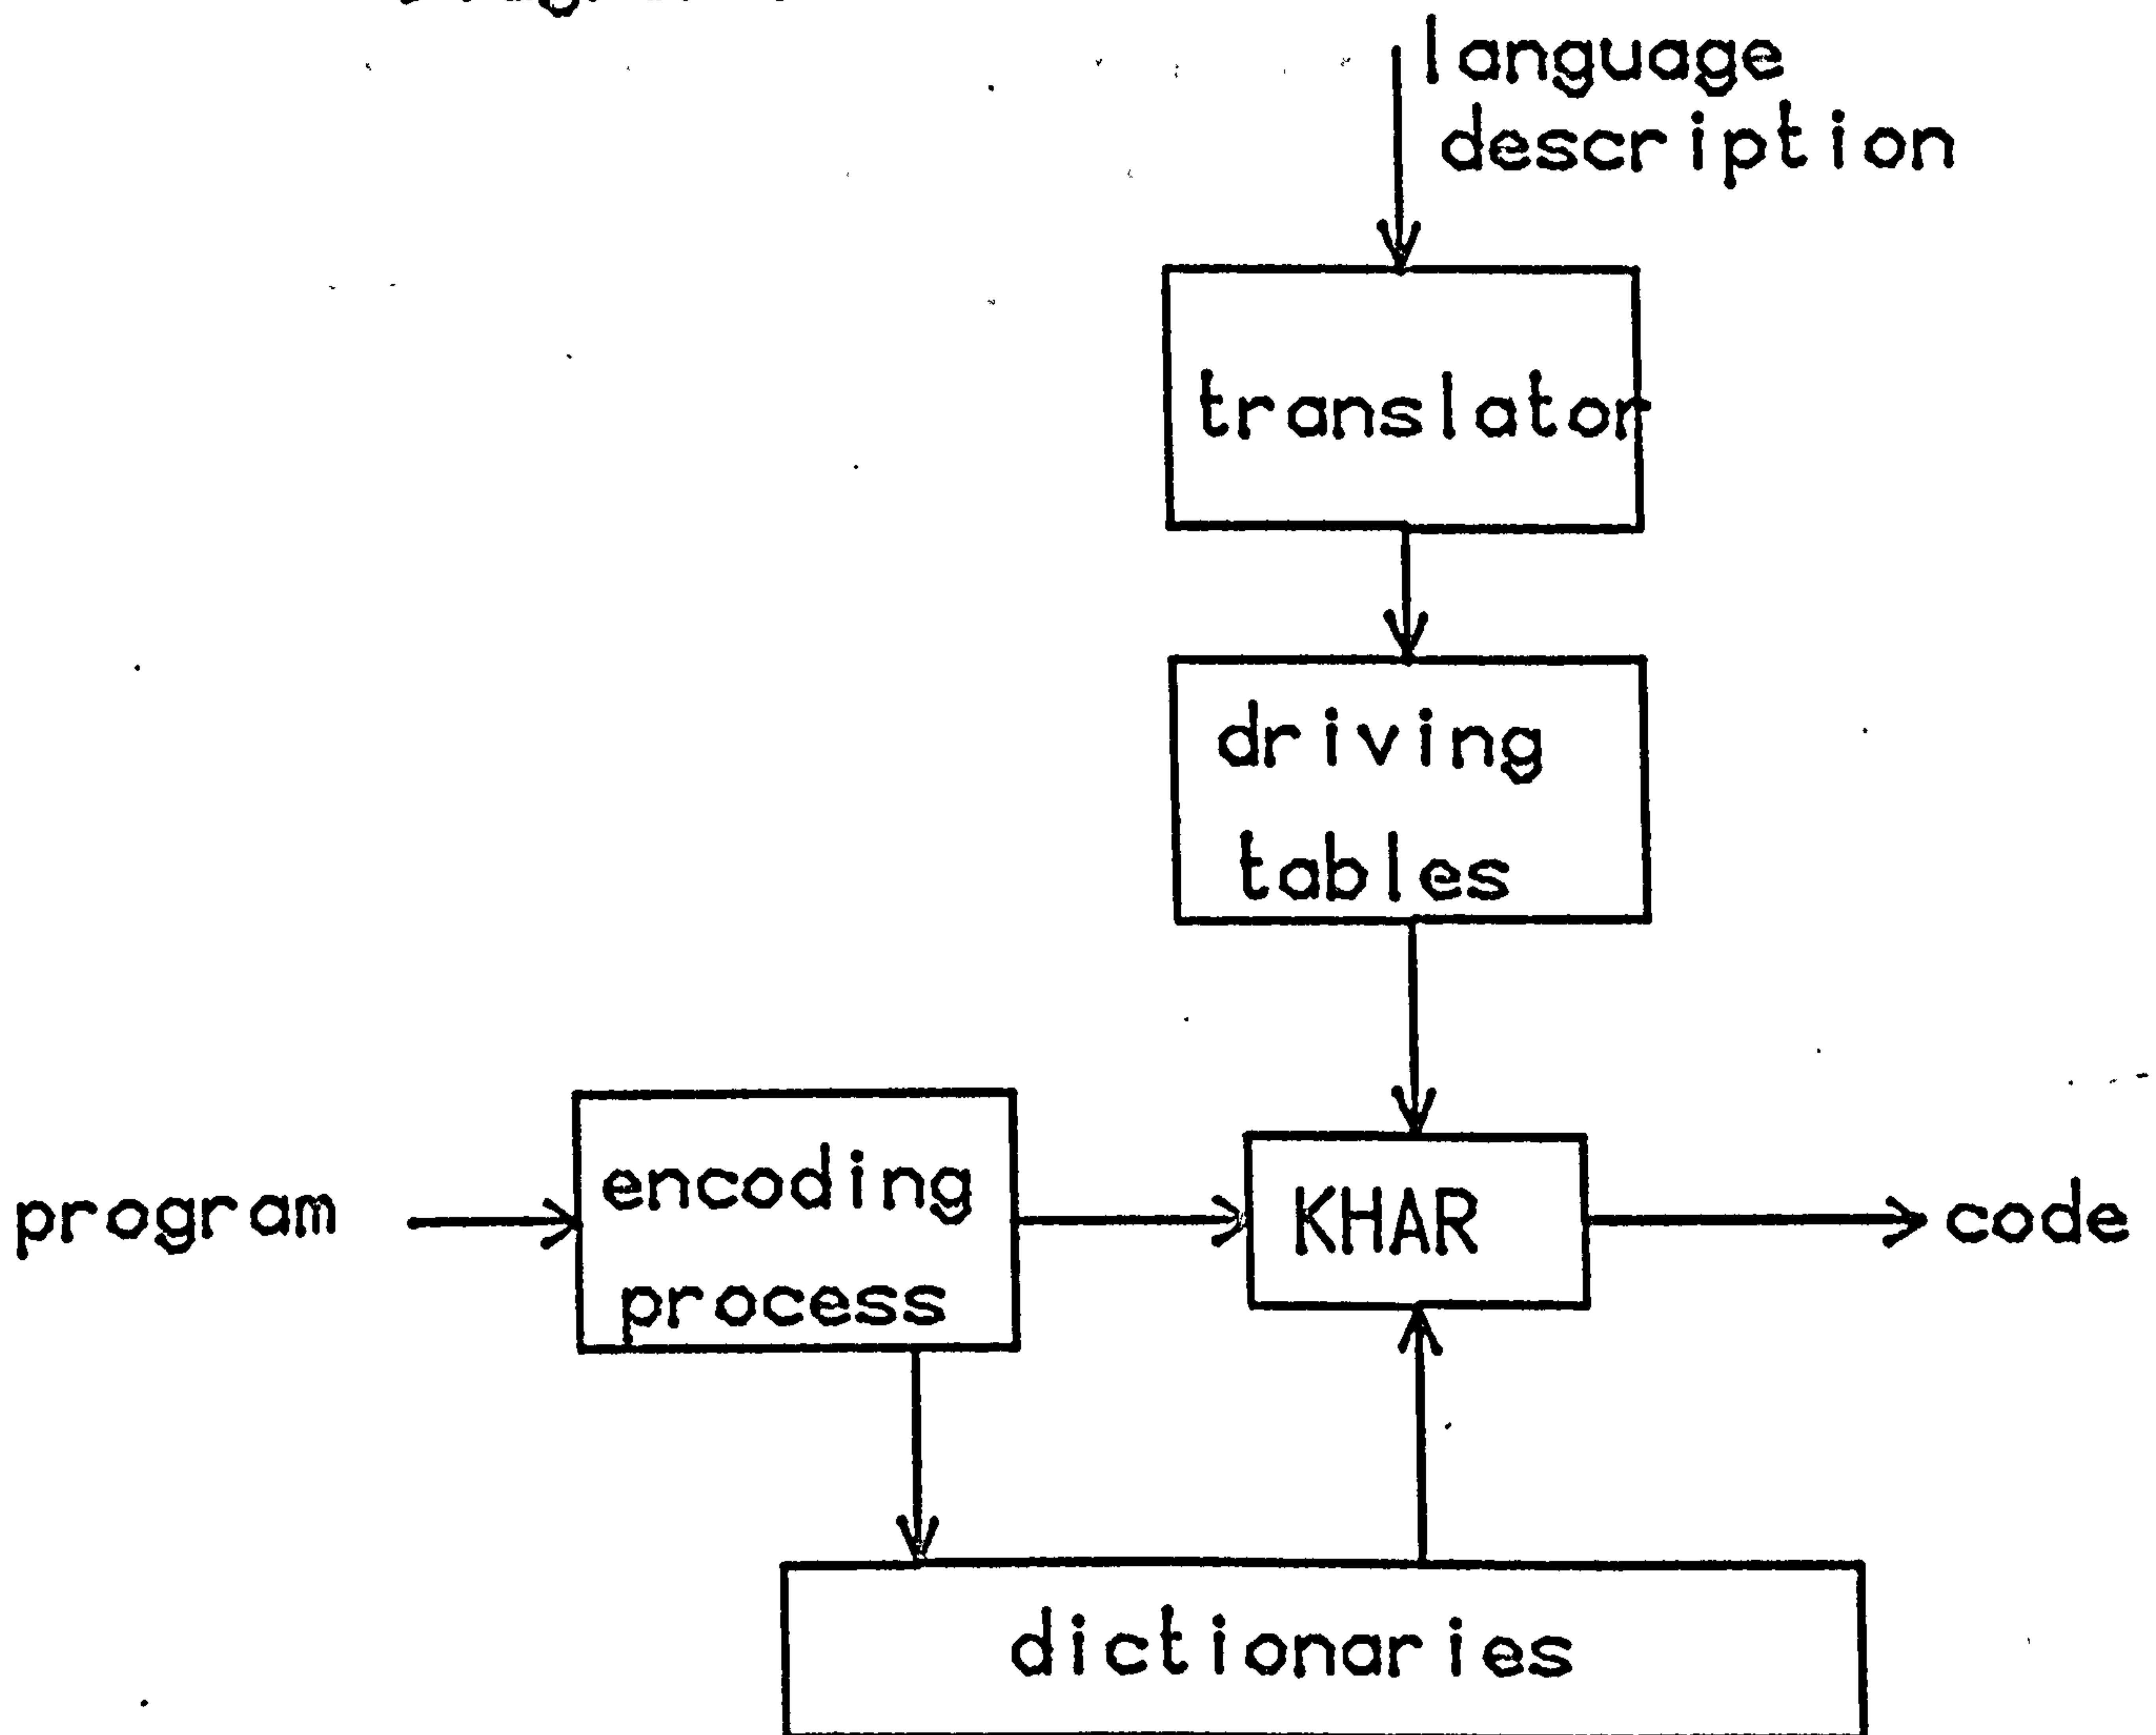 language
description
translator
driving
tables
encoding
process
program
KHAR
code
dictionaries